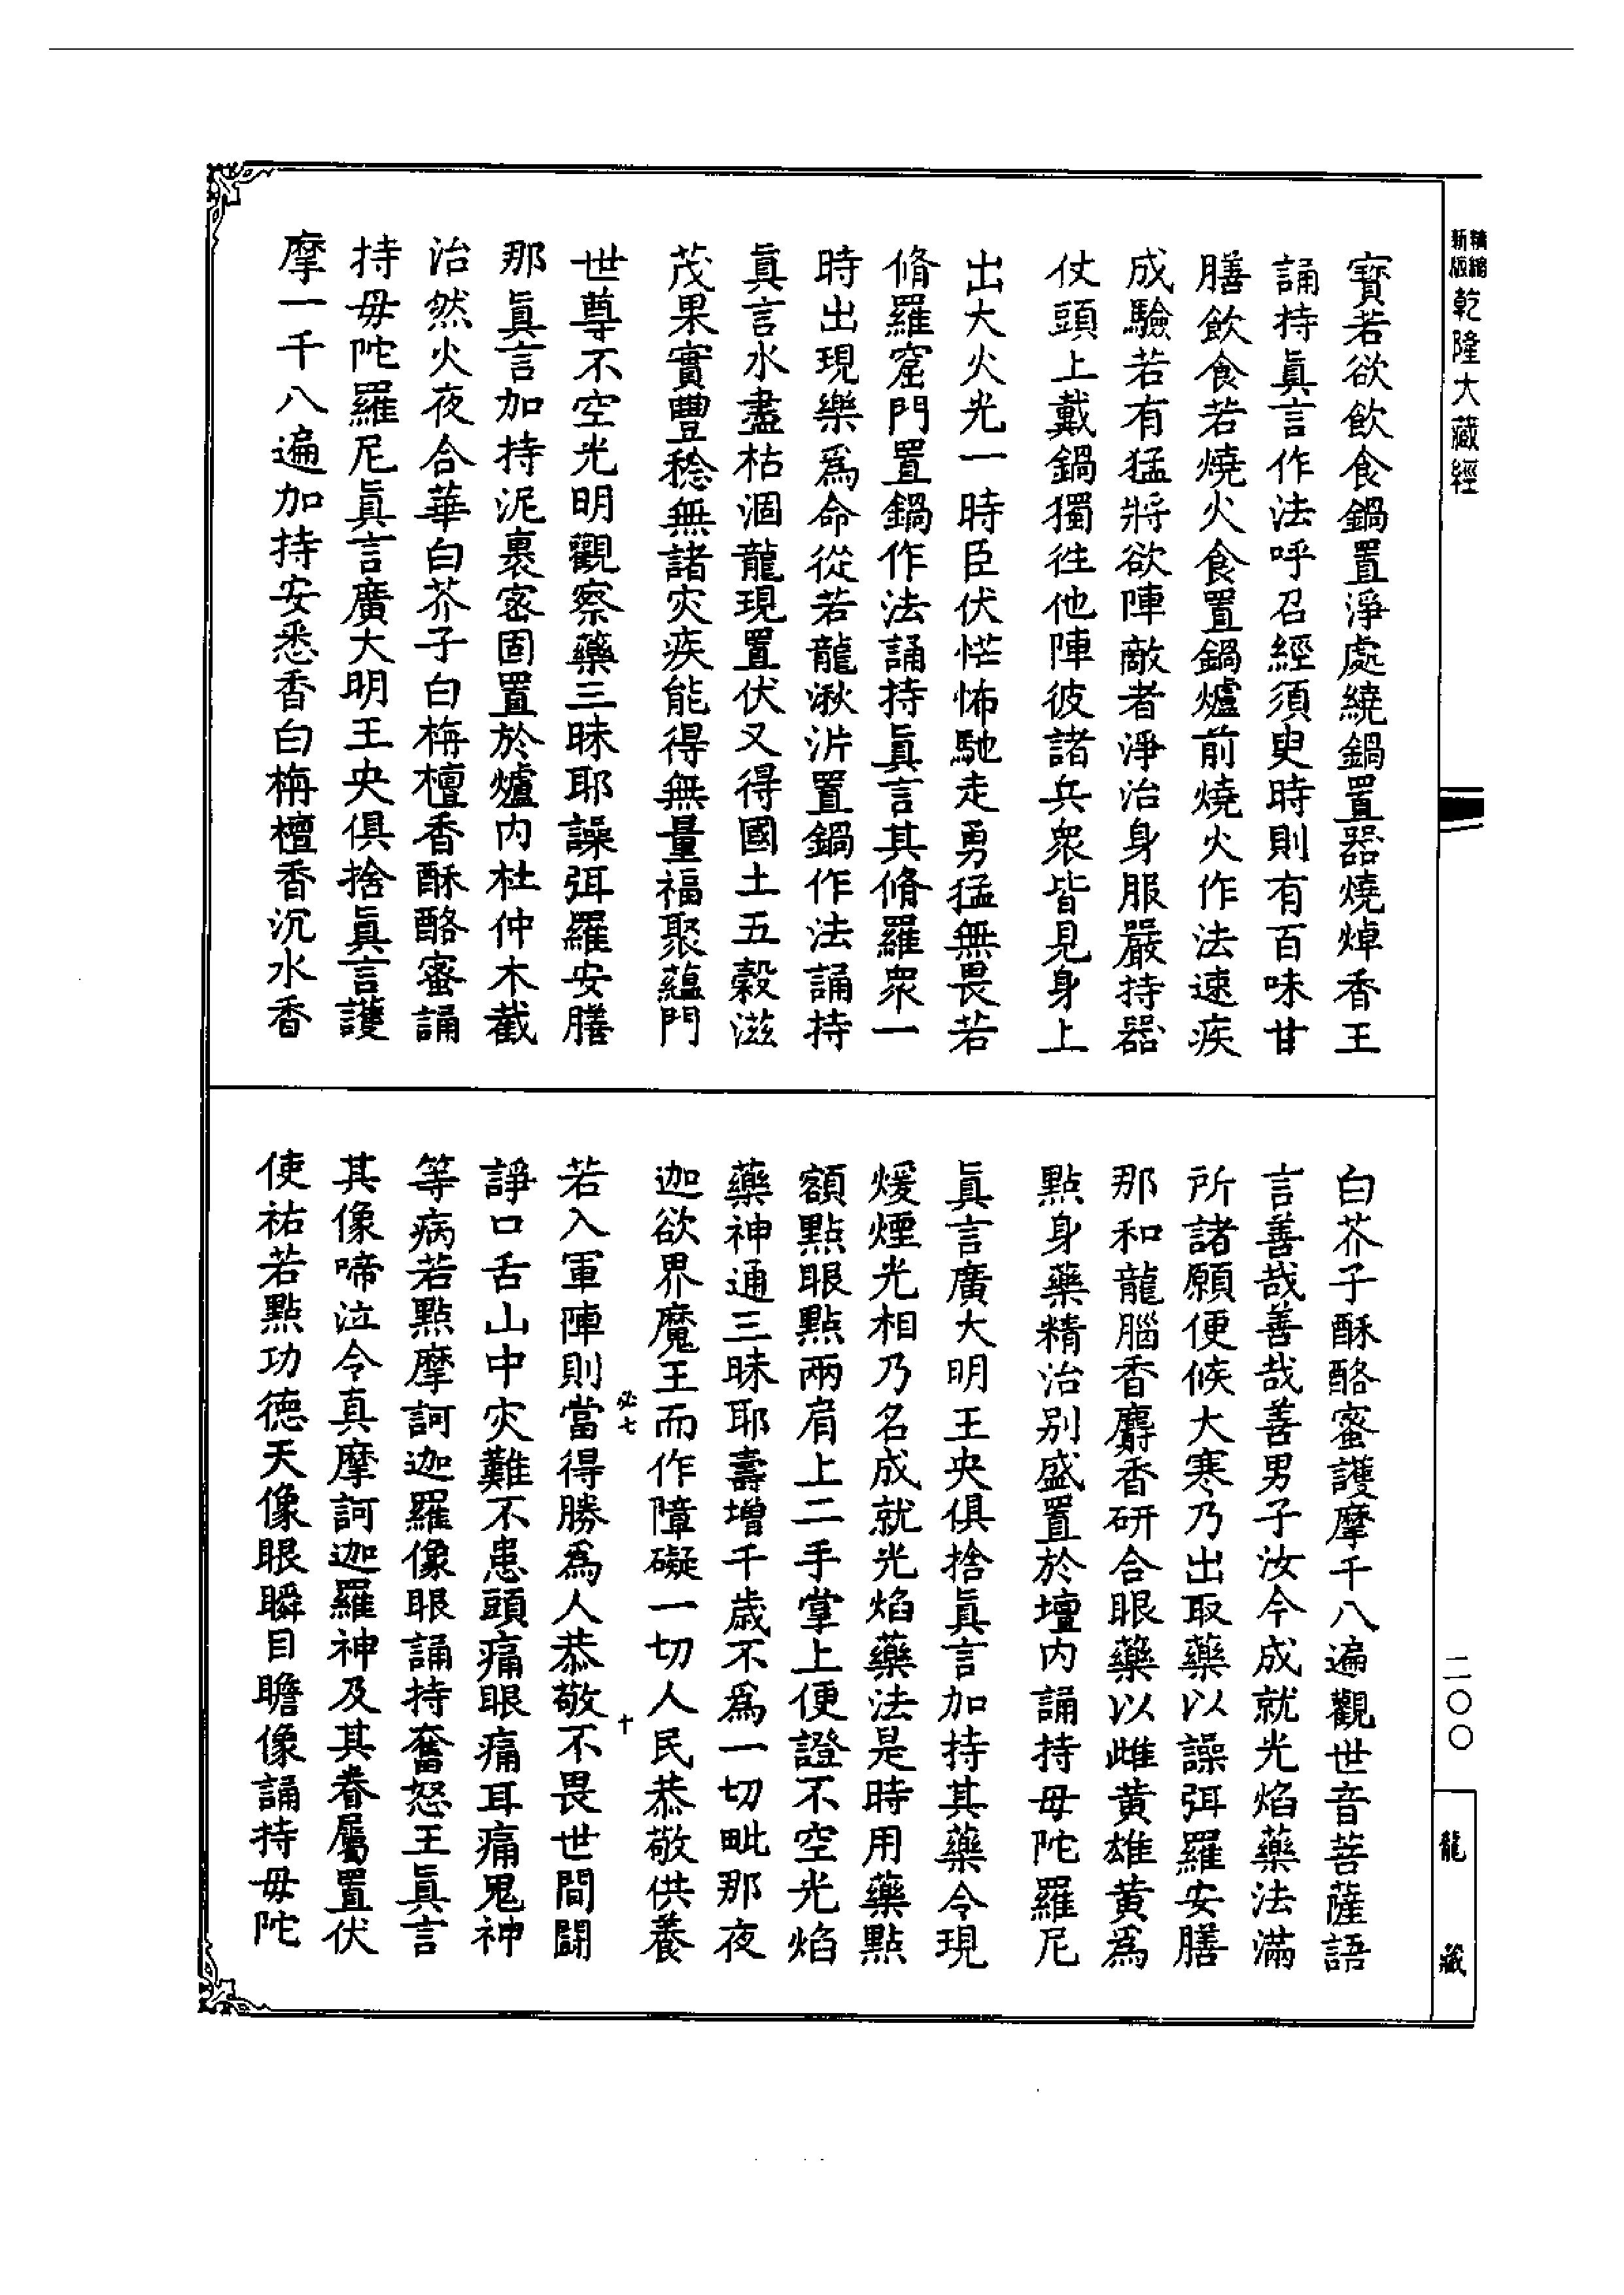 精縮新版乾隆大藏經
寶若欲飲食鍋置淨處繞鍋置器燒焯香王
誦持眞言作法呼召經須臾時則有百味甘
膳飲食若燒火食置鍋爐前燒火作法速疾
成驗若有猛將欲陣敵者淨治身服嚴持器
仗頭上戴鍋獨往他陣彼諸兵衆皆見身上
出大火光一時臣伏恾怖馳走勇猛無畏若
脩羅窟門置鍋作法誦持眞言其脩羅衆一
時出現樂爲命從若龍湫泋置鍋作法誦持
眞言水盡枯涸龍現置伏又得國土五穀滋
茂果實豐稔無諸灾疾能得無量福聚蘊門
世尊不空光明觀察藥三昧耶譟弭羅安膳
那眞言加持泥裹密固置於爐內杜仲木截
治然火夜合華白芥子白栴檀香酥酪蜜誦
持毋陀羅尼眞言廣大明王央俱捨眞言護
摩一千八遍加持安悉香白栴檀香沉水香
白芥子酥酪蜜護摩千八遍觀世音菩薩語
言善哉善哉善男子汝今成就光焰藥法滿
所諸願便候大寒乃出取藥以譟弭羅安膳
那和龍腦香麝香研合眼藥以雌黃雄黃爲
點身藥精治別盛置於壇內誦持毋陀羅尼
眞言廣大明王央俱捨眞言加持其藥令現
煖煙光相乃名成就光焰藥法是時用藥點
額點眼點兩肩上二手掌上便證不空光焰
藥神通三昧耶壽增千歲不爲一切毗那夜
迦欲界魔王而作障礙一切人民恭敬供養
必七 十
若入軍陣則當得勝爲人恭敬不畏世間鬪
諍口舌山中灾難不患頭痛眼痛耳痛鬼神
等病若點摩訶迦羅像眼誦持奮怒王眞言
其像啼泣令真摩訶迦羅神及其眷屬置伏
使祐若點功德天像眼瞬目瞻像誦持毋陀
二〇〇
龍藏